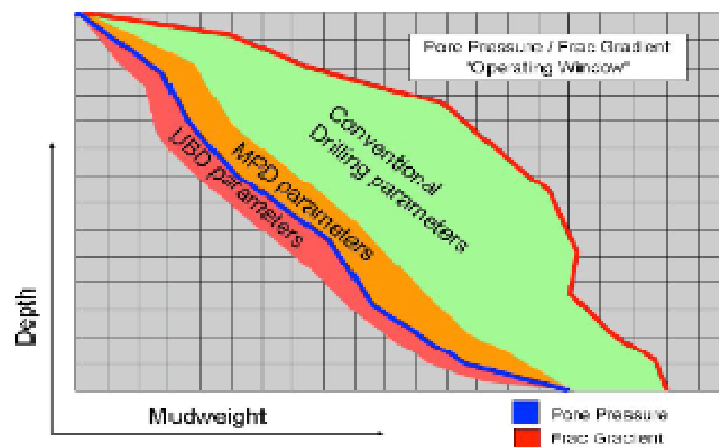 Pore Pressure / Frac Gradient
"Operating Window"
Conventional
Drilling parameters
MPD parameters
UBD parameters
Depth
Mudweight
Pore Pressure
Frac Gradient